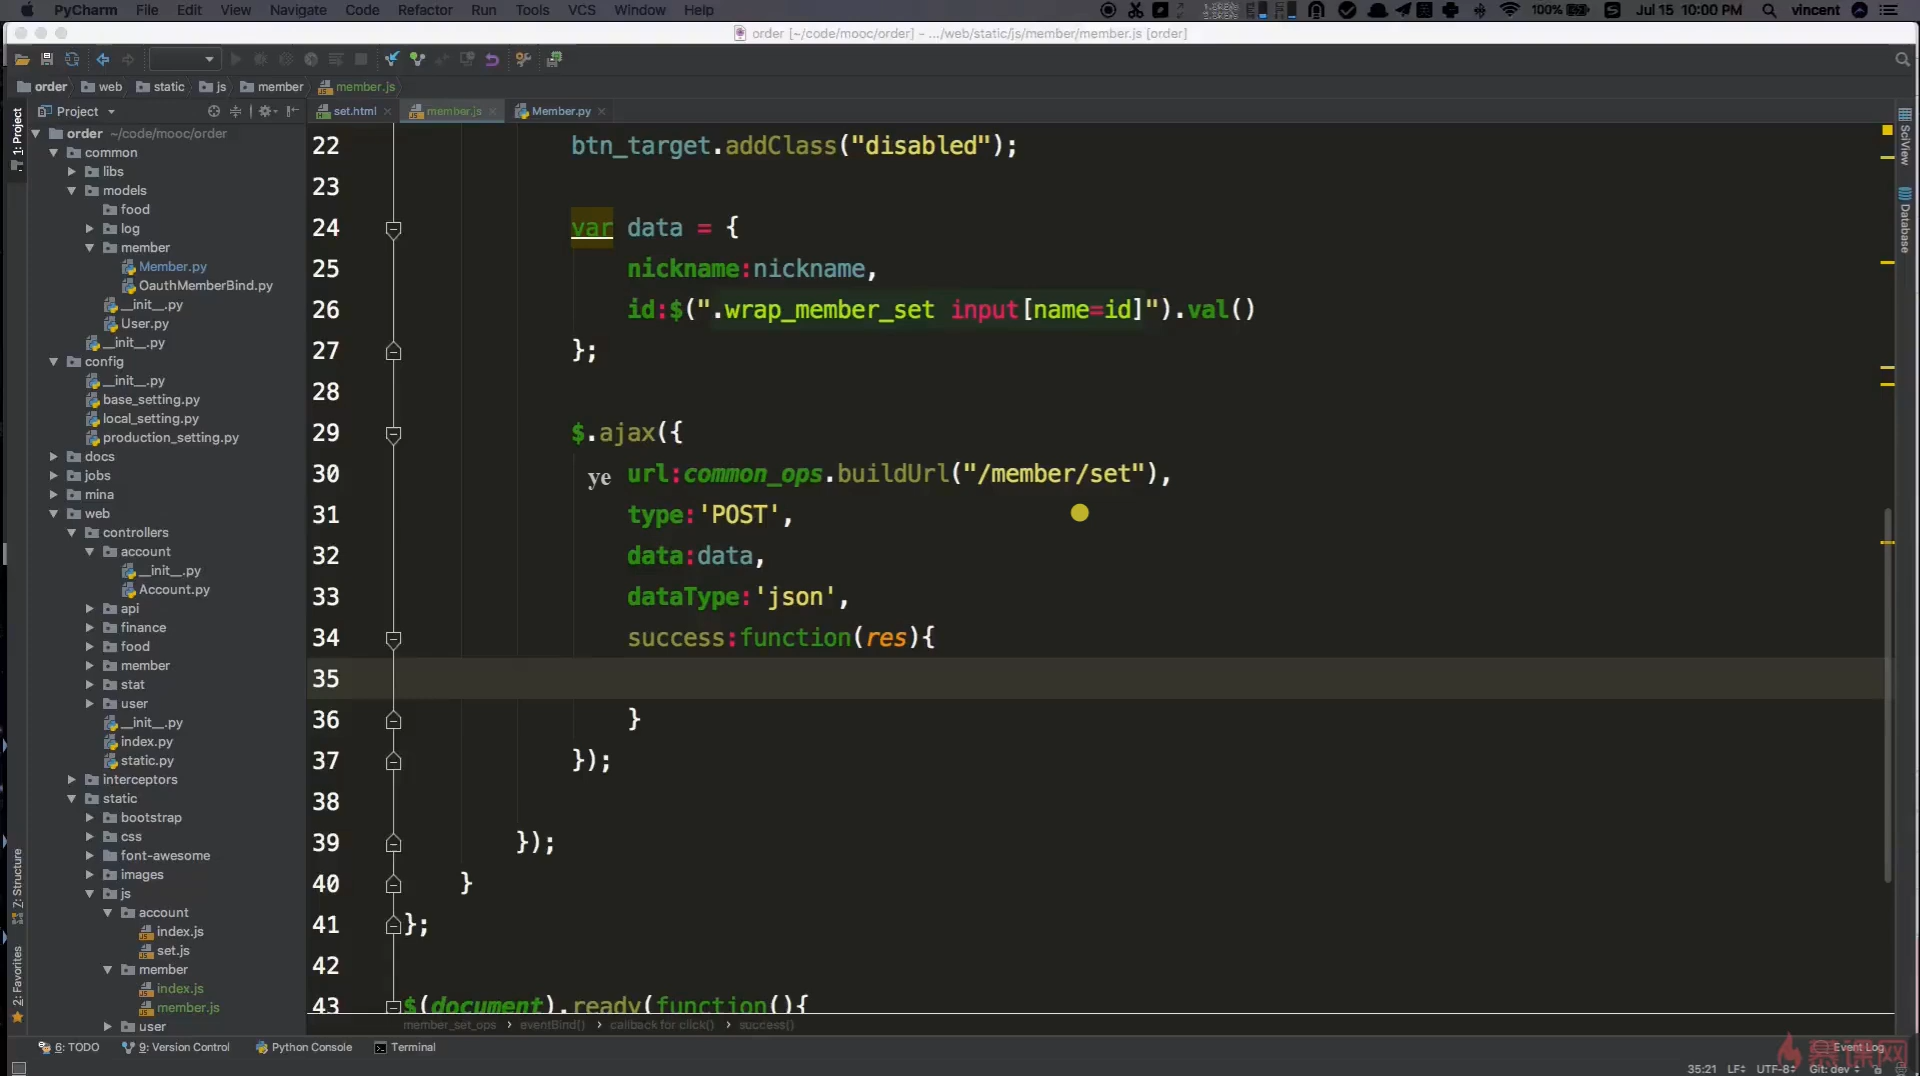 PyCharm File Edit View Navigate Code Refactor Run Tools VCS Window Help 100% Jul 15 10:00 PM vincent
order [~/code/mooc/order] – .../web/static/js/member/member.js [order]
order web static js member member.js
Project set.html member.js Member.py
1: Project
7: Structure
2: Favorites
SciView
Database
order ~/code/mooc/order
common
libs
models
food
log
member
Member.py
OauthMemberBind.py
__init__.py
User.py
__init__.py
config
__init__.py
base_setting.py
local_setting.py
production_setting.py
docs
jobs
mina
web
controllers
account
__init__.py
Account.py
api
finance
food
member
stat
user
__init__.py
index.py
static.py
interceptors
static
bootstrap
css
font-awesome
images
js
account
index.js
set.js
member
index.js
member.js
user
22 btn_target.addClass("disabled");
23
24 var data = {
25 nickname:nickname,
26 id:$(".wrap_member_set input[name=id]").val()
27 };
28
29 $.ajax({
30 url:common_ops.buildUrl("/member/set"),
ye
31 type:'POST',
32 data:data,
33 dataType:'json',
34 success:function(res){
35
36 }
37 });
38
39 });
40 }
41 };
42
43 $(document).ready(function(){
member_set_ops eventBind() callback for click() success()
6: TODO 9: Version Control Python Console Terminal Event Log
慕课网
35:21 LF UTF-8 Git: dev